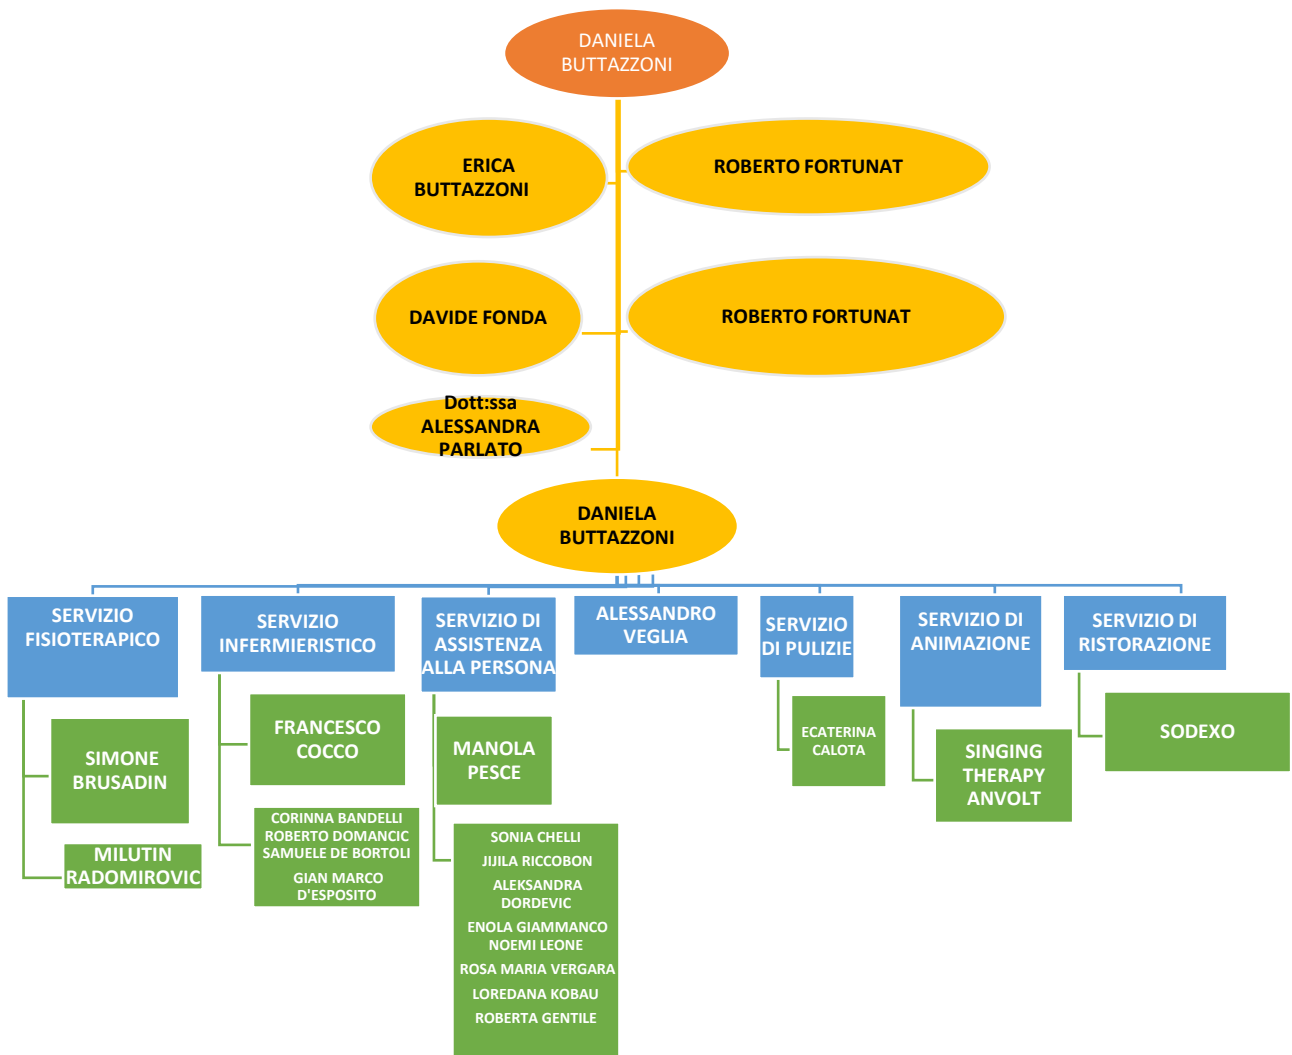 DANIELA
BUTTAZZONI
ERICA
BUTTAZZONI
ROBERTO FORTUNAT
DAVIDE FONDA
ROBERTO FORTUNAT
Dott:ssa
ALESSANDRA
PARLATO
DANIELA
BUTTAZZONI
SERVIZIO
FISIOTERAPICO
SERVIZIO
INFERMIERISTICO
SERVIZIO DI
ASSISTENZA
ALLA PERSONA
ALESSANDRO
VEGLIA
SERVIZIO
DI PULIZIE
SERVIZIO DI
ANIMAZIONE
SERVIZIO DI
RISTORAZIONE
SIMONE
BRUSADIN
MILUTIN
RADOMIROVIC
FRANCESCO
COCCO
CORINNA BANDELLI
ROBERTO DOMANCIC
SAMUELE DE BORTOLI
GIAN MARCO
D'ESPOSITO
MANOLA
PESCE
SONIA CHELLI
JIJILA RICCOBON
ALEKSANDRA
DORDEVIC
ENOLA GIAMMANCO
NOEMI LEONE
ROSA MARIA VERGARA
LOREDANA KOBAU
ROBERTA GENTILE
ECATERINA
CALOTA
SINGING
THERAPY
ANVOLT
SODEXO